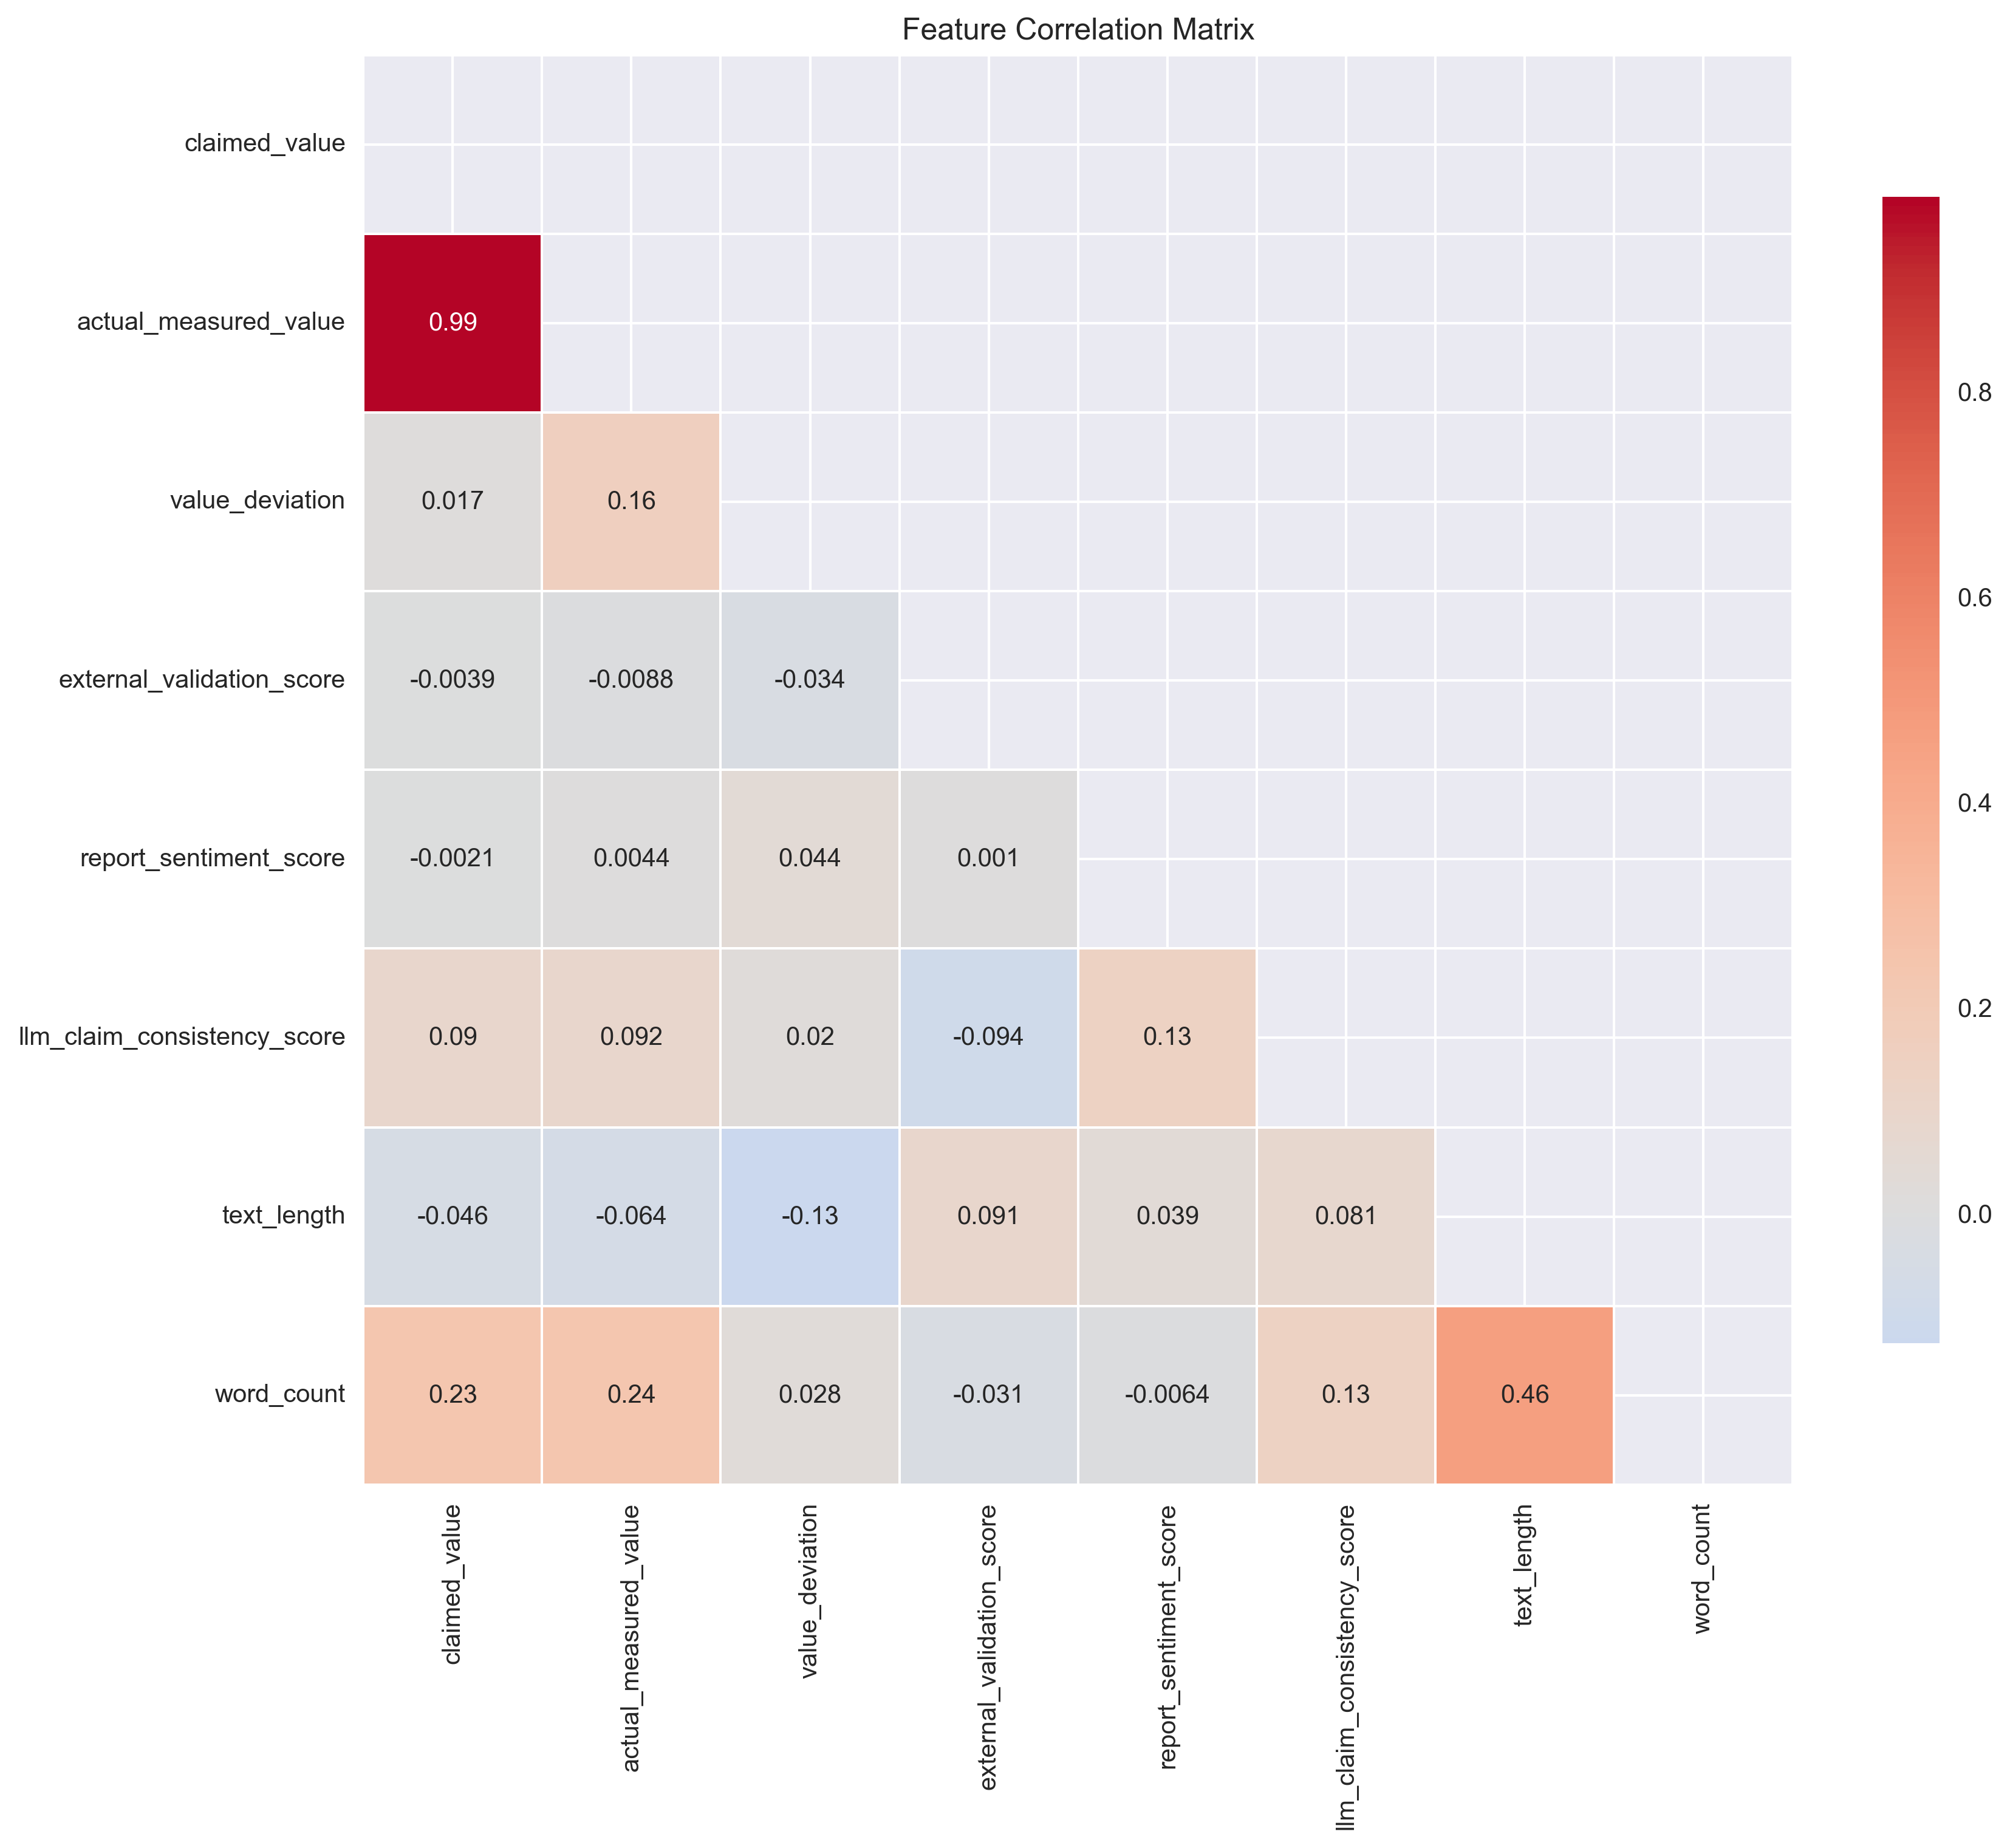 Feature Correlation Matrix
claimed_value
actual_measured_value
0.99
value_deviation
0.017 0.16
external_validation_score
-0.0039 -0.0088 -0.034
report_sentiment_score
-0.0021 0.0044 0.044 0.001
llm_claim_consistency_score
0.09 0.092 0.02 -0.094 0.13
text_length
-0.046 -0.064 -0.13 0.091 0.039 0.081
word_count
0.23 0.24 0.028 -0.031 -0.0064 0.13 0.46
claimed_value
actual_measured_value
value_deviation
external_validation_score
report_sentiment_score
llm_claim_consistency_score
text_length
word_count
0.8
0.6
0.4
0.2
0.0